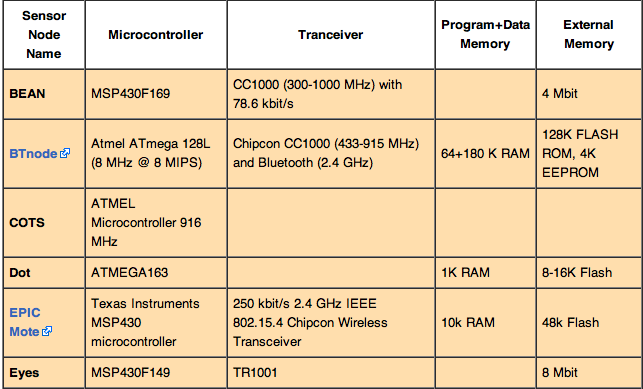 Sensor
Node
Name
Microcontroller
Tranceiver
Program+Data
Memory
External
Memory
BEAN
MSP430F169
CC1000 (300-1000 MHz) with
78.6 kbit/s
4 Mbit
BTnode
Atmel ATmega 128L
(8 MHz @ 8 MIPS)
Chipcon CC1000 (433-915 MHz)
and Bluetooth (2.4 GHz)
64+180 K RAM
128K FLASH
ROM, 4K
EEPROM
COTS
ATMEL
Microcontroller 916
MHz
Dot
ATMEGA163
1K RAM
8-16K Flash
EPIC
Mote
Texas Instruments
MSP430
microcontroller
250 kbit/s 2.4 GHz IEEE
802.15.4 Chipcon Wireless
Transceiver
10k RAM
48k Flash
Eyes
MSP430F149
TR1001
8 Mbit